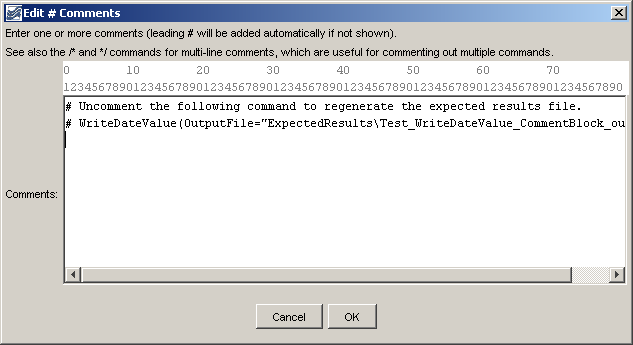 Edit # Comments
Enter one or more comments (leading # will be added automatically if not shown).
See also the /* and */ commands for multi-line comments, which are useful for commenting out multiple commands.
0 10 20 30 40 50 60 70
12345678901234567890123456789012345678901234567890123456789012345678901234567890
# Uncomment the following command to regenerate the expected results file.
# WriteDateValue(OutputFile="ExpectedResults\Test_WriteDateValue_CommentBlock_ou
Comments:
Cancel OK